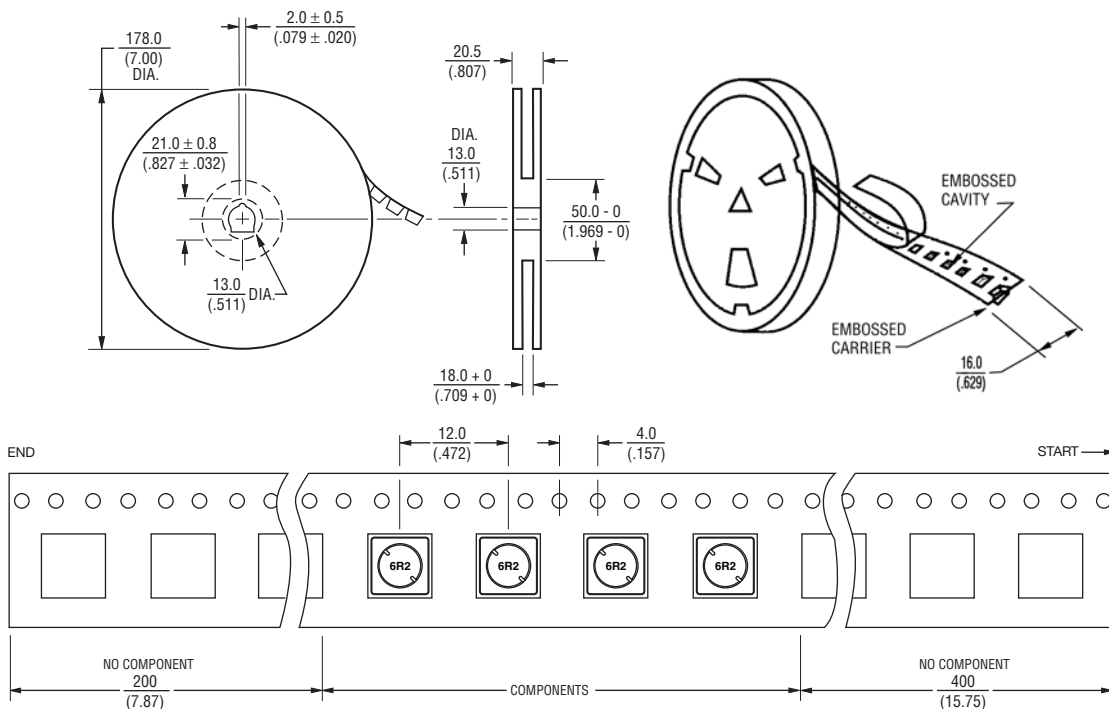 178.0
(7.00)
DIA.
2.0 ± 0.5
(.079 ± .020)
21.0 ± 0.8
(.827 ± .032)
13.0
(.511)
DIA.
20.5
(.807)
DIA.
13.0
(.511)
50.0 - 0
(1.969 - 0)
18.0 + 0
(.709 + 0)
EMBOSSED
CAVITY
EMBOSSED
CARRIER
16.0
(.629)
END
12.0
(.472)
4.0
(.157)
START
6R2
6R2
6R2
6R2
NO COMPONENT
200
(7.87)
COMPONENTS
NO COMPONENT
400
(15.75)